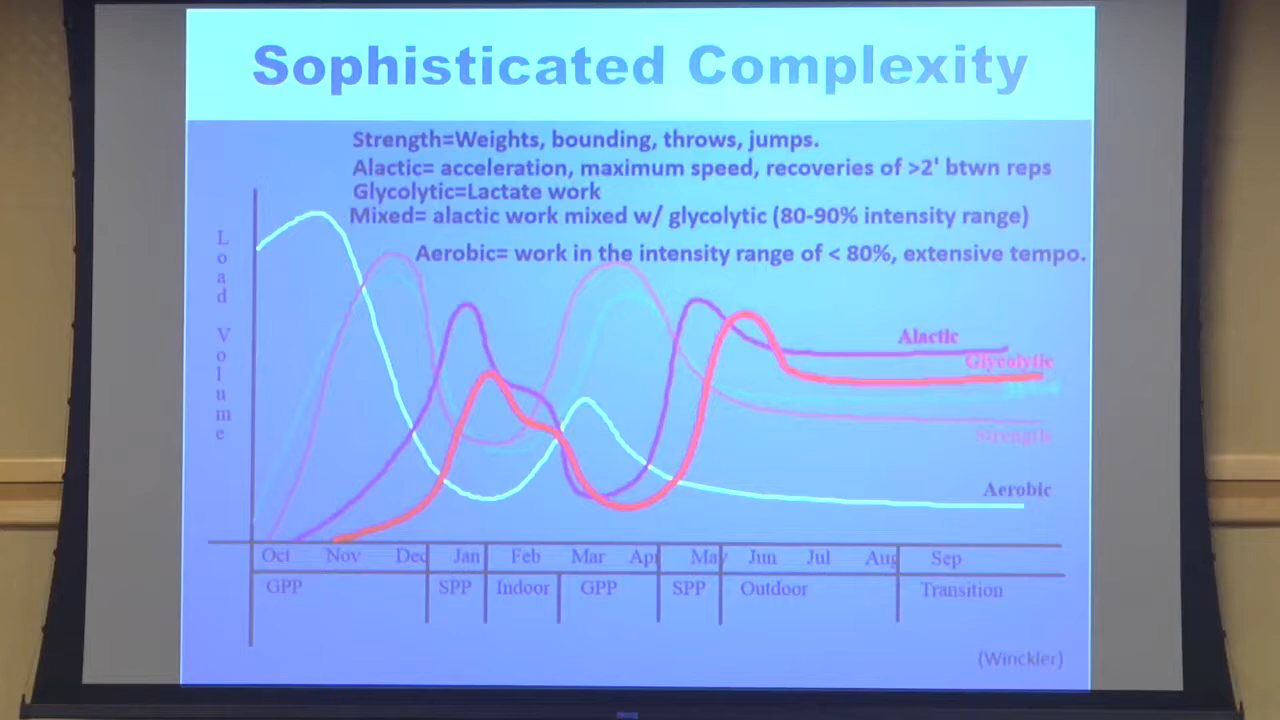 Sophisticated Complexity
Strength=Weights, bounding, throws, jumps.
Alactic= acceleration, maximum speed, recoveries of >2' btwn reps
Glycolytic=Lactate work
Mixed= alactic work mixed w/ glycolytic (80-90% intensity range)
Aerobic= work in the intensity range of < 80%, extensive tempo.
Load Volume
Alactic
Glycolytic
Strength
Aerobic
Oct Nov Dec Jan Feb Mar Apr May Jun Jul Aug Sep
GPP SPP Indoor GPP SPP Outdoor Transition
(Winckler)